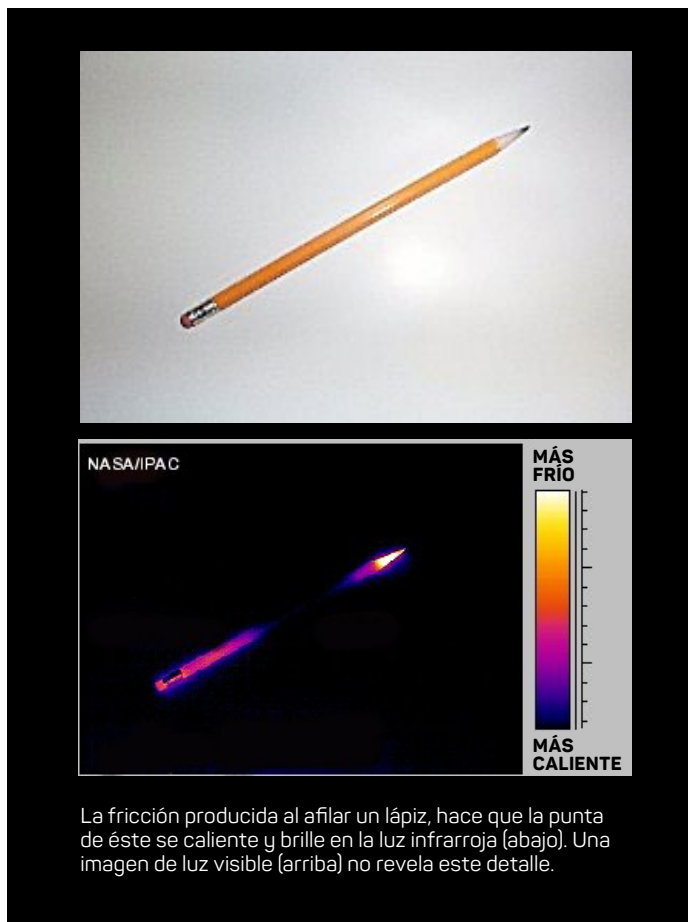 NASA/IPAC
MÁS
FRÍO
MÁS
CALIENTE
La fricción producida al afilar un lápiz, hace que la punta
de éste se caliente y brille en la luz infrarroja (abajo). Una
imagen de luz visible (arriba) no revela este detalle.